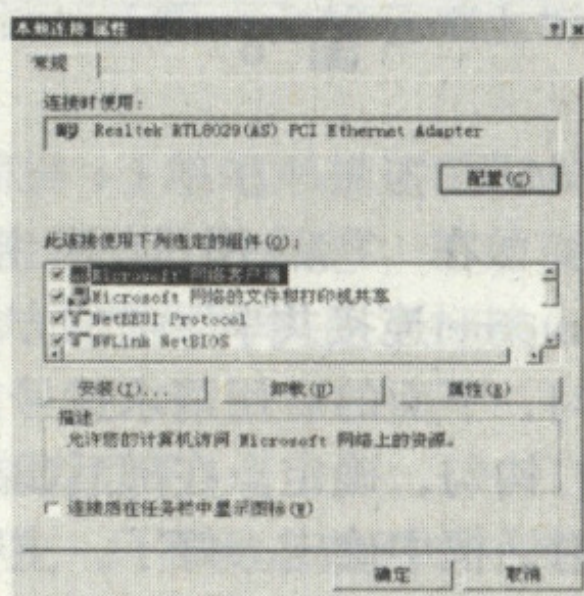 本地连接 属性
常规
连接时使用:
Realtek RTL8029(AS) PCI Ethernet Adapter
配置(C)
此连接使用下列选定的组件(O):
Microsoft 网络客户端
Microsoft 网络的文件和打印机共享
NetBEUI Protocol
NWLink NetBIOS
安装(I)... 卸载(U) 属性(R)
描述
允许您的计算机访问 Microsoft 网络上的资源。
连接后在任务栏中显示图标(W)
确定 取消